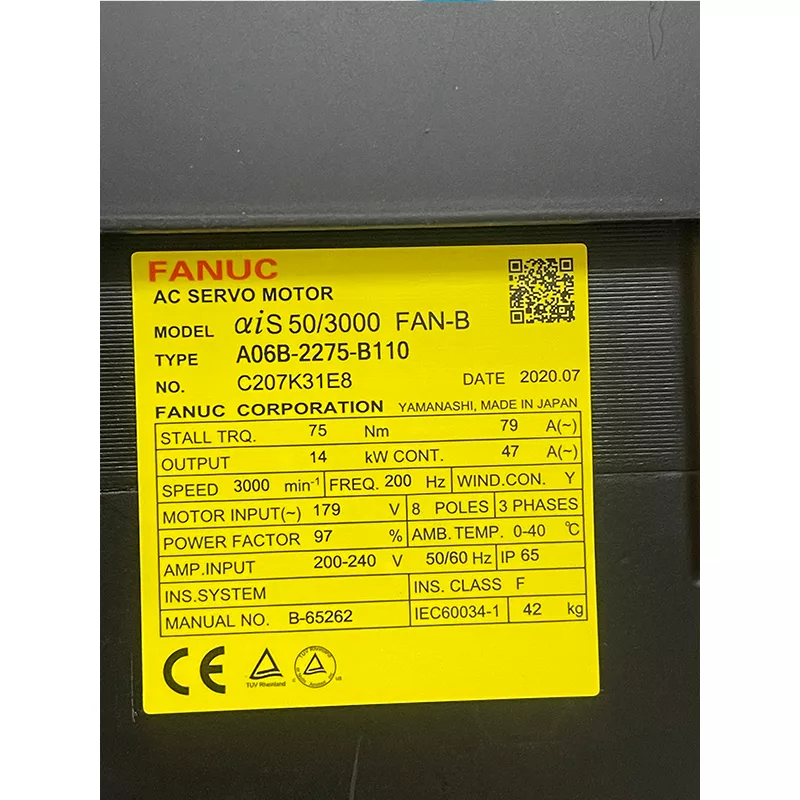 FANUC
AC SERVO MOTOR
MODEL αiS 50/3000 FAN-B
TYPE A06B-2275-B110
NO. C207K31E8 DATE 2020.07
FANUC CORPORATION YAMANASHI, MADE IN JAPAN
STALL TRQ. 75 Nm 79 A(~)
OUTPUT 14 kW CONT. 47 A(~)
SPEED 3000 min-1 FREQ. 200 Hz WIND.CON. Y
MOTOR INPUT(~) 179 V 8 POLES 3 PHASES
POWER FACTOR 97 % AMB.TEMP. 0-40 °C
AMP.INPUT 200-240 V 50/60 Hz IP 65
INS.SYSTEM INS. CLASS F
MANUAL NO. B-65262 IEC60034-1 42 kg
CE
TUV Rheinland